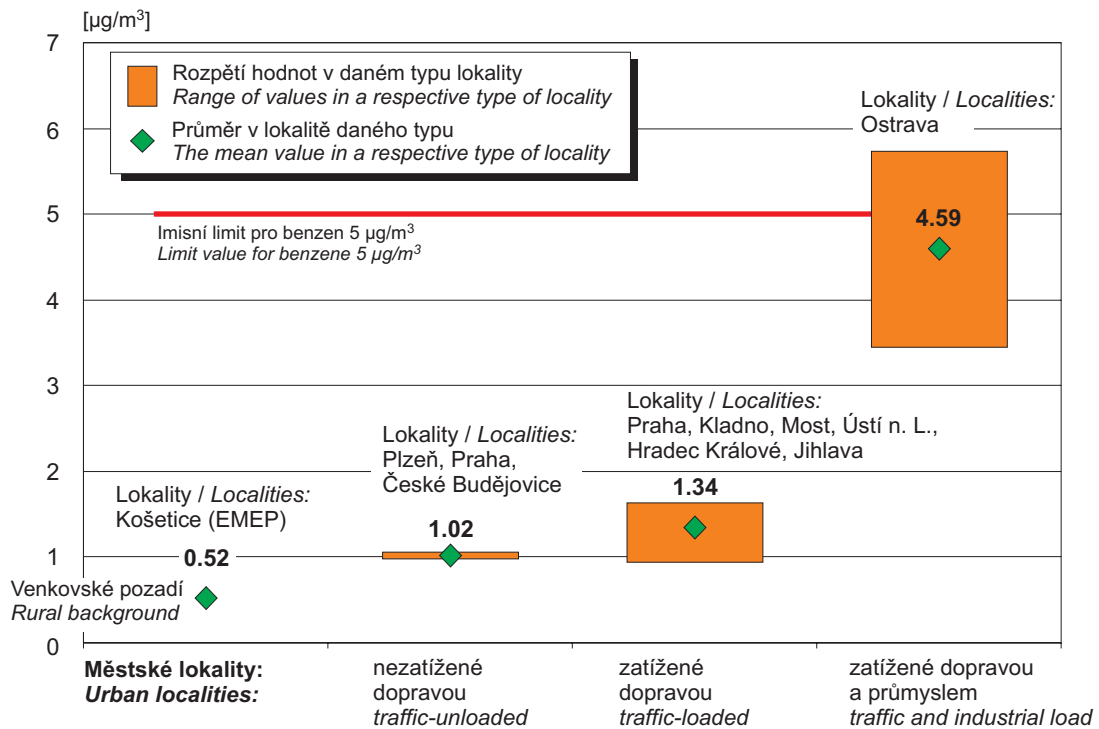 [µg/m³]
7
6
5
4
3
2
1
0
Rozpětí hodnot v daném typu lokality
Range of values in a respective type of locality
Průměr v lokalitě daného typu
The mean value in a respective type of locality
Lokality / Localities:
Ostrava
4.59
Imisní limit pro benzen 5 µg/m³
Limit value for benzene 5 µg/m³
Lokality / Localities:
Praha, Kladno, Most, Ústí n. L.,
Hradec Králové, Jihlava
1.34
Lokality / Localities:
Plzeň, Praha,
České Budějovice
1.02
Lokality / Localities:
Košetice (EMEP)
0.52
Venkovské pozadí
Rural background
Městské lokality:
Urban localities:
nezatížené
dopravou
traffic-unloaded
zatížené
dopravou
traffic-loaded
zatížené dopravou
a průmyslem
traffic and industrial load